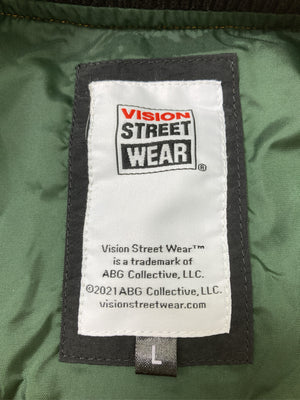 VISION
STREET
WEAR®
Vision Street Wear™
is a trademark of
ABG Collective, LLC.
©2021 ABG Collective, LLC.
visionstreetwear.com
L